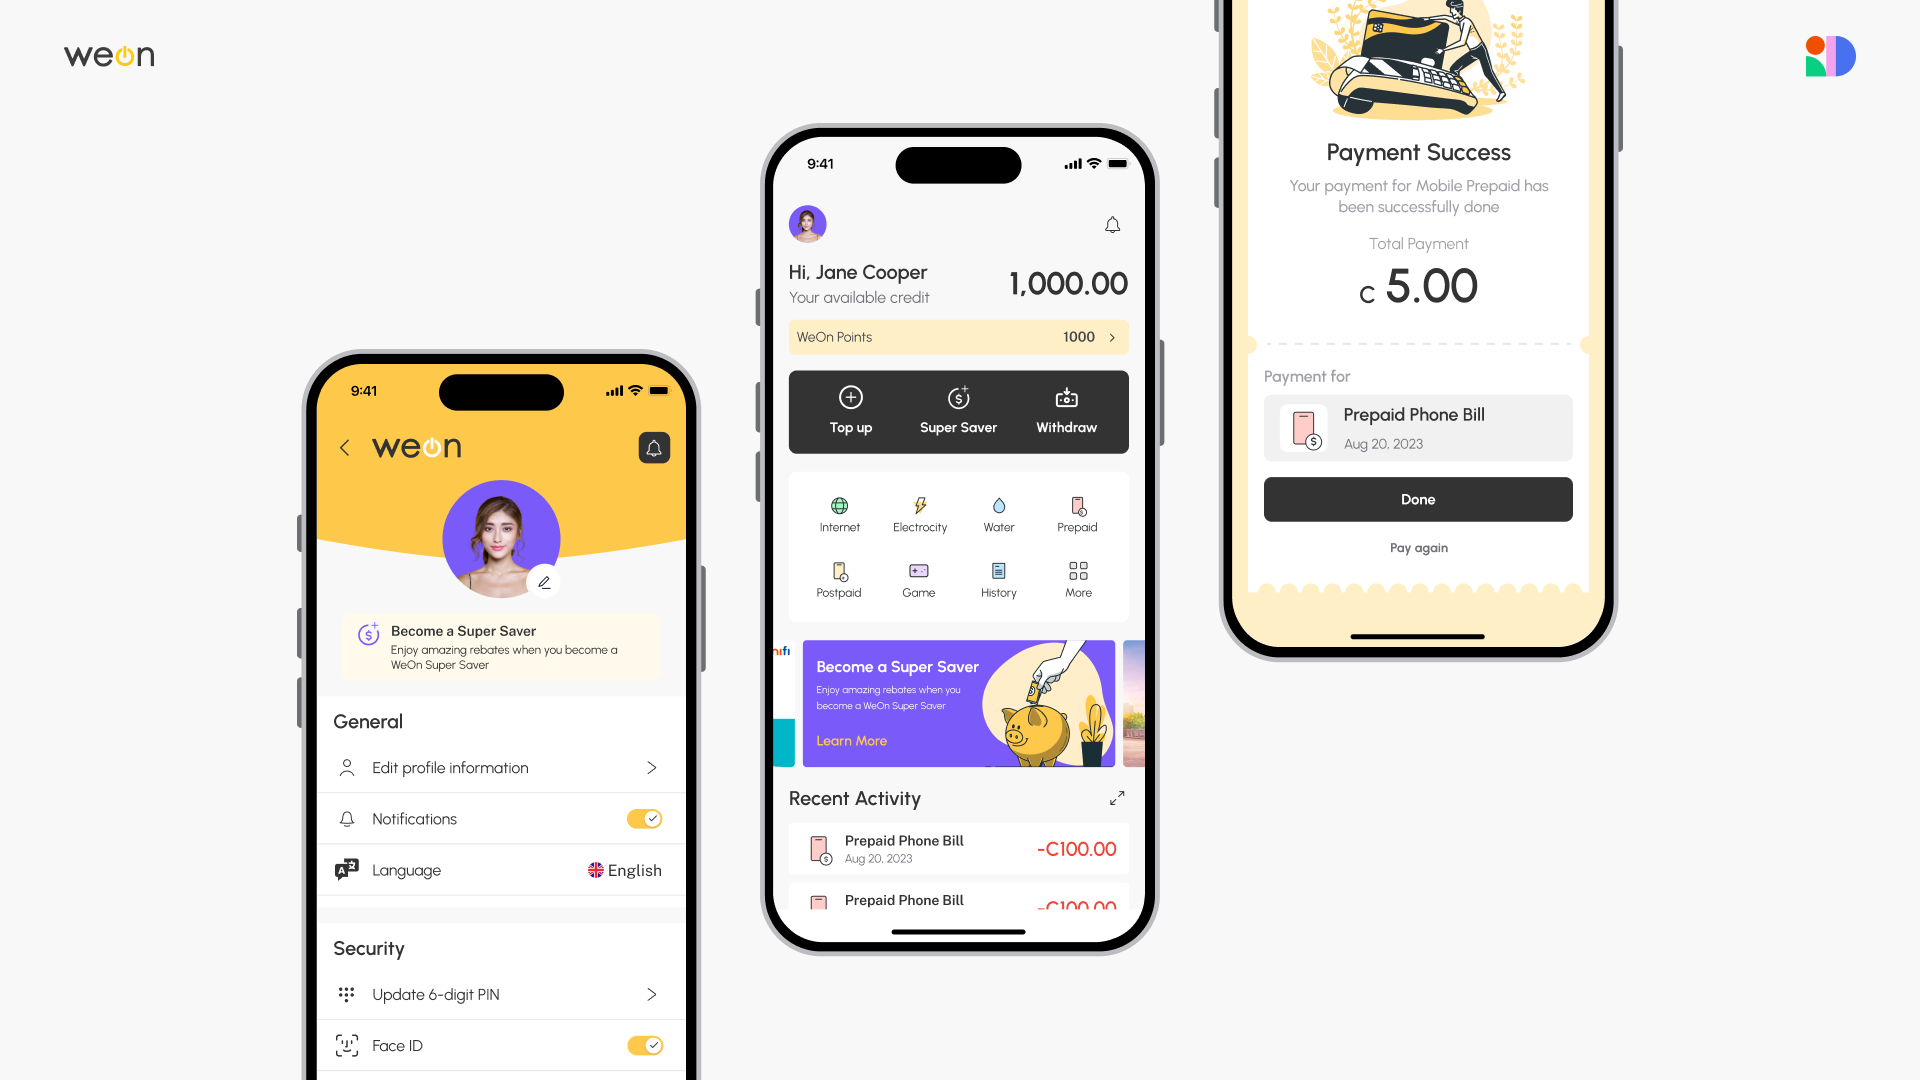 weon
9:41
weon
Become a Super Saver
Enjoy amazing rebates when you become a
WeOn Super Saver
General
Edit profile information
Notifications
Language
English
Security
Update 6-digit PIN
Face ID
9:41
Hi, Jane Cooper
Your available credit
1,000.00
WeOn Points
1000
Top up
Super Saver
Withdraw
Internet
Electrocity
Water
Prepaid
Postpaid
Game
History
More
Become a Super Saver
Enjoy amazing rebates when you
become a WeOn Super Saver
Learn More
Recent Activity
Prepaid Phone Bill
Aug 20, 2023
-C100.00
Prepaid Phone Bill
-C100.00
Payment Success
Your payment for Mobile Prepaid has
been successfully done
Total Payment
C 5.00
Payment for
Prepaid Phone Bill
Aug 20, 2023
Done
Pay again